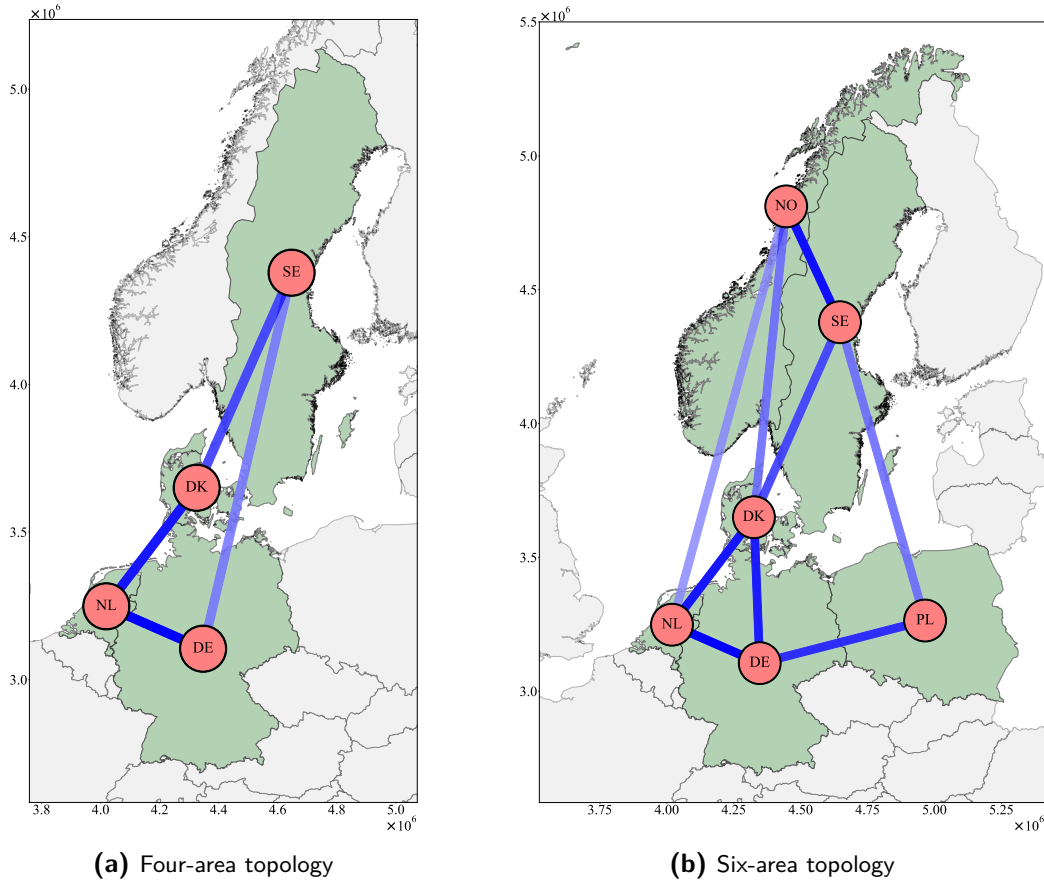 ×10⁶
5.0
4.5
4.0
3.5
3.0
3.8
4.0
4.2
4.4
4.6
4.8
5.0
×10⁶
SE
DK
NL
DE
(a) Four-area topology
×10⁶
5.5
5.0
4.5
4.0
3.5
3.0
3.75
4.00
4.25
4.50
4.75
5.00
5.25
×10⁶
NO
SE
DK
NL
PL
DE
(b) Six-area topology